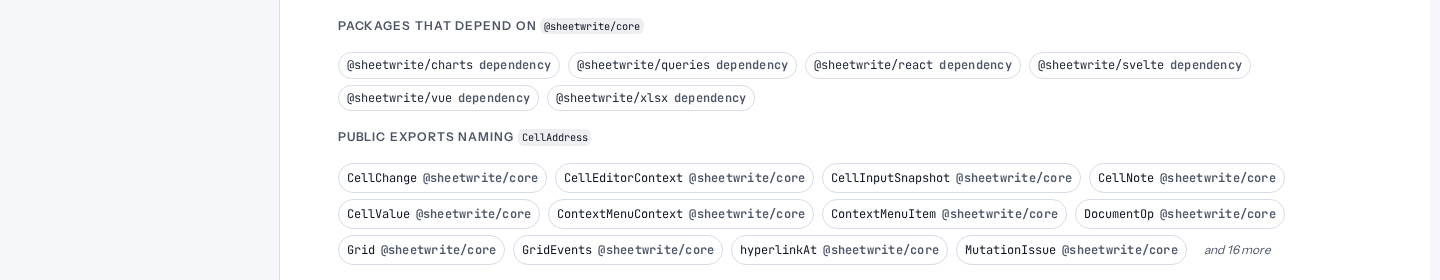 PACKAGES THAT DEPEND ON @sheetwrite/core
@sheetwrite/charts dependency @sheetwrite/queries dependency @sheetwrite/react dependency @sheetwrite/svelte dependency
@sheetwrite/vue dependency @sheetwrite/xlsx dependency
PUBLIC EXPORTS NAMING CellAddress
CellChange @sheetwrite/core CellEditorContext @sheetwrite/core CellInputSnapshot @sheetwrite/core CellNote @sheetwrite/core
CellValue @sheetwrite/core ContextMenuContext @sheetwrite/core ContextMenuItem @sheetwrite/core DocumentOp @sheetwrite/core
Grid @sheetwrite/core GridEvents @sheetwrite/core hyperlinkAt @sheetwrite/core MutationIssue @sheetwrite/core and 16 more